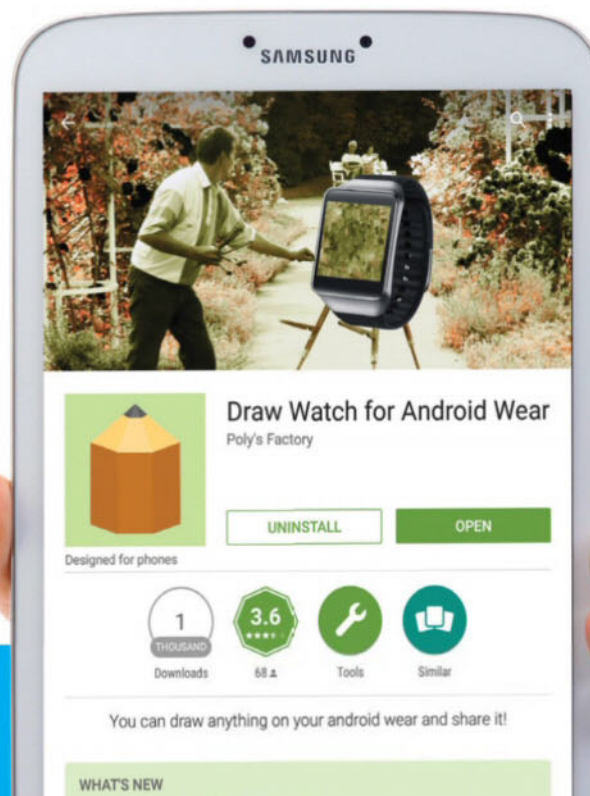 SAMSUNG
Draw Watch for Android Wear
Poly's Factory
UNINSTALL
OPEN
Designed for phones
1
THOUSAND
Downloads
3.6
68
Tools
Similar
You can draw anything on your android wear and share it!
WHAT'S NEW